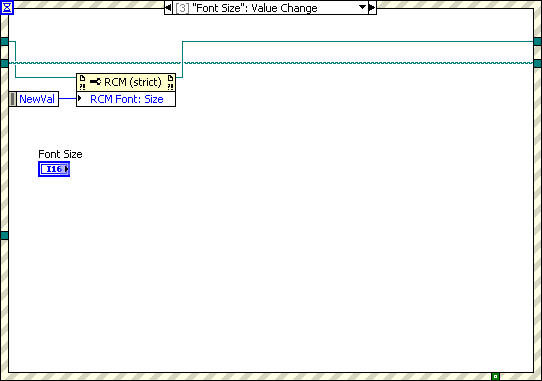 [3] "Font Size": Value Change
RCM (strict)
NewVal
RCM Font: Size
Font Size
I16